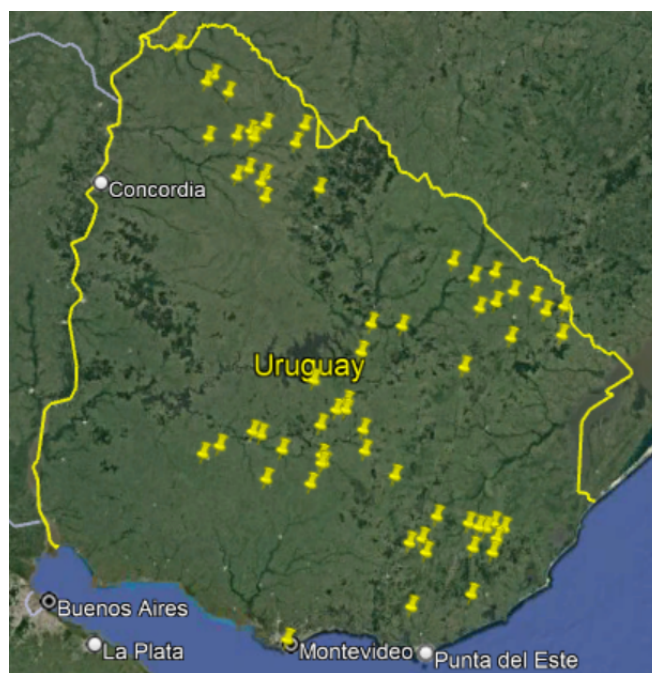 Concordia
Uruguay
Buenos Aires
La Plata
Montevideo
Punta del Este